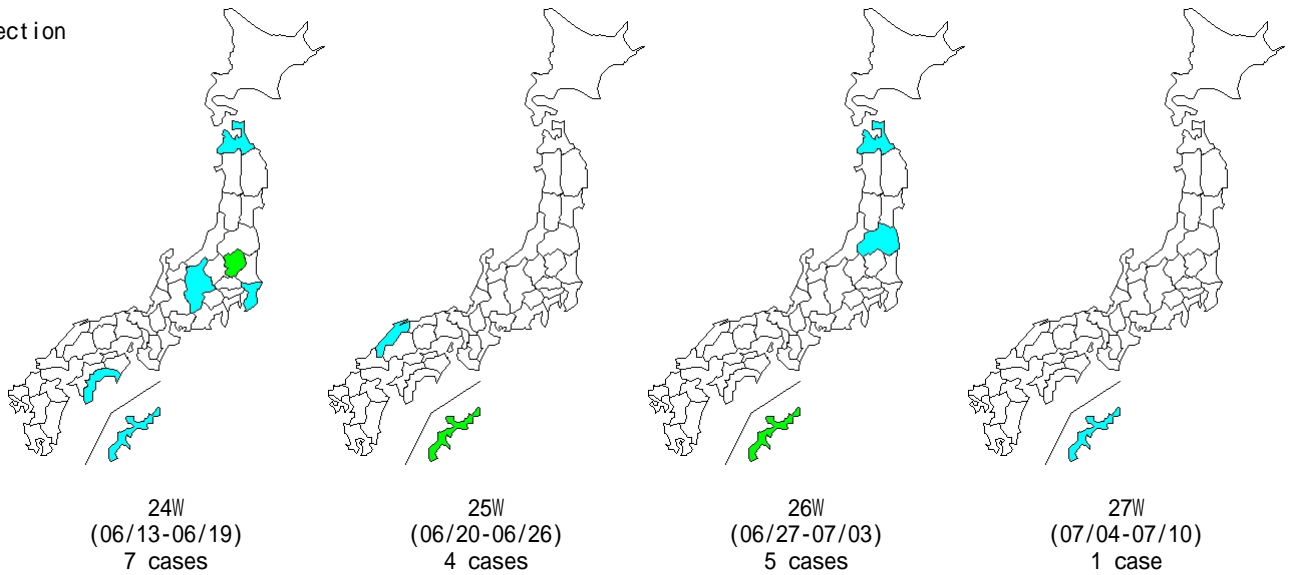 ection
24W
(06/13-06/19)
7 cases
25W
(06/20-06/26)
4 cases
26W
(06/27-07/03)
5 cases
27W
(07/04-07/10)
1 case